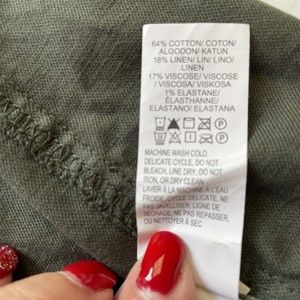 64% COTTON/ COTON/
ALGODON/ KATUN
18% LINEN/ LIN/ LINO/
LINEN
17% VISCOSE/ VISCOSE
/ VISCOSA/ VISKOSA
1% ELASTANE/
ÉLASTHANNE/
ELASTANO/ ELASTANA
MACHINE WASH COLD,
DELICATE CYCLE, DO NOT
BLEACH, LINE DRY, DO NOT
IRON, OR DRY CLEAN
LAVER À LA MACHINE À L'EAU
FROIDE, CYCLE DÉLICAT, NE
PAS JAVELLISER, LIGNE DE
SÉCHAGE, NE PAS REPASSER,
OU NETTOYER À SEC